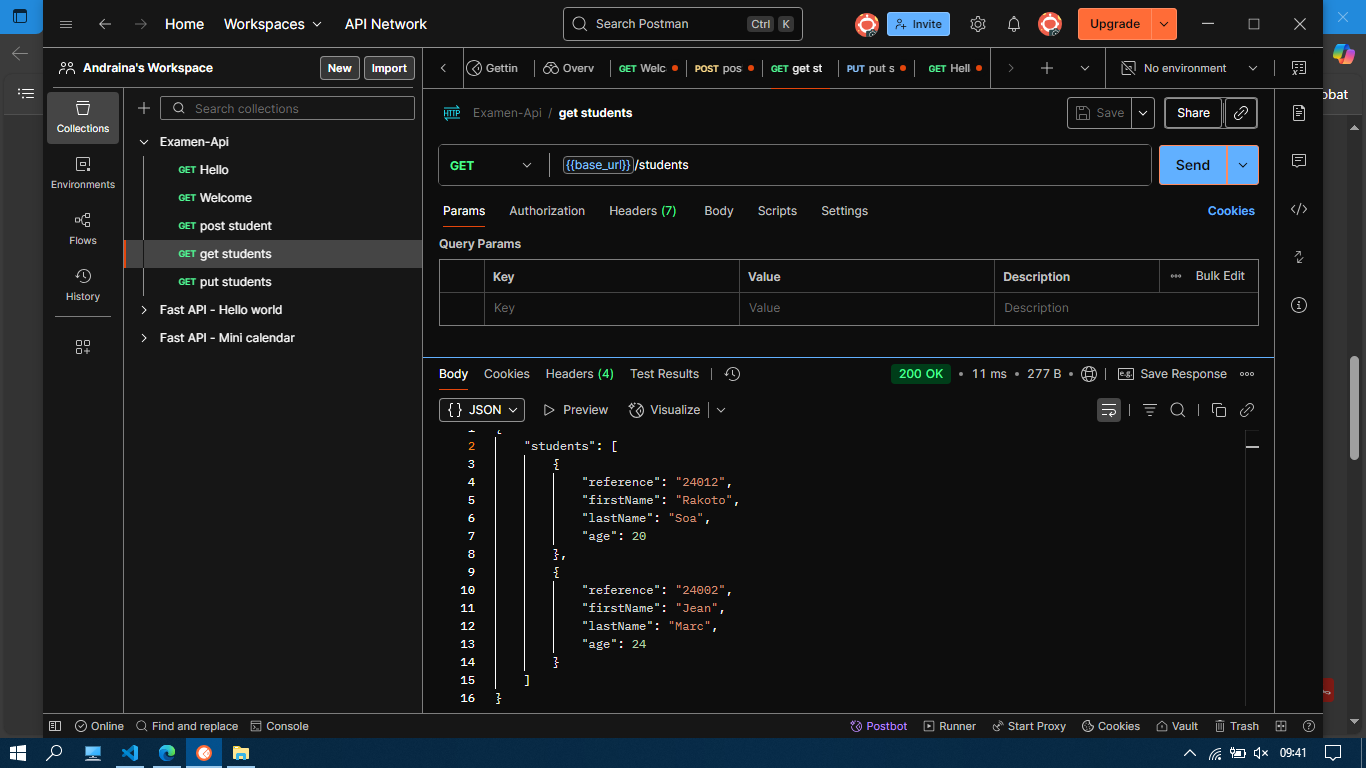 Home Workspaces API Network Search Postman Ctrl K Invite Upgrade
Andraina's Workspace New Import
Gettin Overv GET Welc POST pos GET get st PUT put s GET Hell No environment
obat
Search collections
Collections
Environments
Flows
History
Examen-Api
GET Hello
GET Welcome
GET post student
GET get students
GET put students
Fast API - Hello world
Fast API - Mini calendar
HTTP Examen-Api / get students Save Share
GET {{base_url}}/students Send
Params Authorization Headers (7) Body Scripts Settings Cookies
Query Params
Key Value Description Bulk Edit
Key Value Description
Body Cookies Headers (4) Test Results 200 OK • 11 ms • 277 B • e.g. Save Response
{} JSON Preview Visualize
2 "students": [
3 {
4 "reference": "24012",
5 "firstName": "Rakoto",
6 "lastName": "Soa",
7 "age": 20
8 },
9 {
10 "reference": "24002",
11 "firstName": "Jean",
12 "lastName": "Marc",
13 "age": 24
14 }
15 ]
16 }
Online Find and replace Console Postbot Runner Start Proxy Cookies Vault Trash
09:41